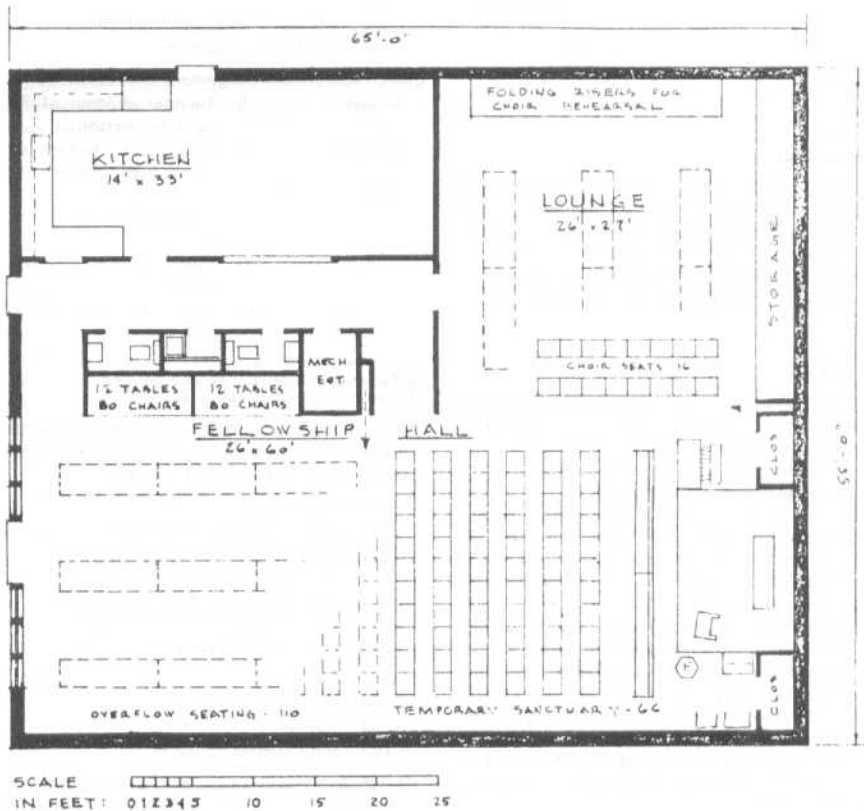 65'-0"
FOLDING RISERS FOR
CHOIR REHEARSAL
KITCHEN
14' x 33'
LOUNGE
26' x 27'
STORAGE
MECH
EQT.
CHOIR SEATS 16
12 TABLES
80 CHAIRS
12 TABLES
80 CHAIRS
FELLOWSHIP HALL
26' x 60'
CLOS
55'-0"
F
CLOS
OVERFLOW SEATING - 110
TEMPORARY SANCTUARY - 66
SCALE
IN FEET: 0 1 2 3 4 5 10 15 20 25